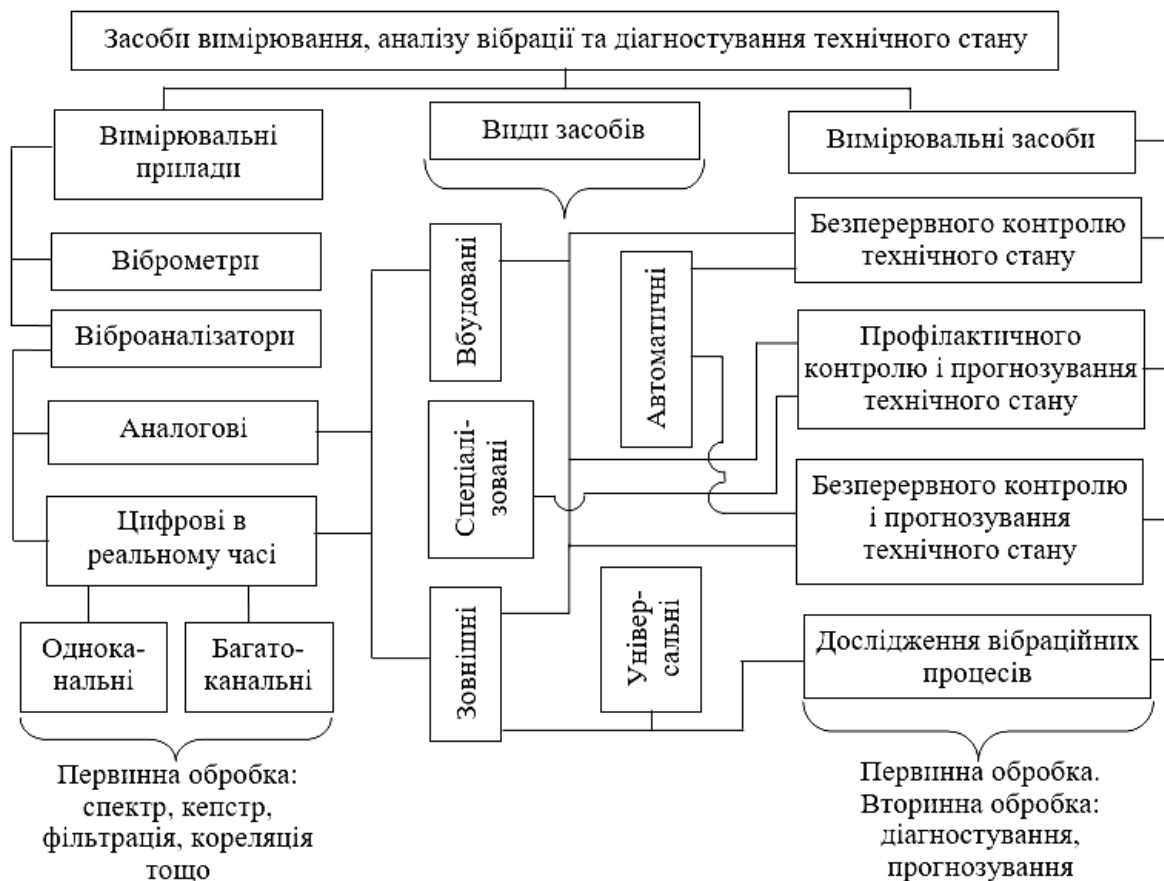 Засоби вимірювання, аналізу вібрації та діагностування технічного стану
Вимірювальні
прилади
Види засобів
Вимірювальні засоби
Віброметри
Віброаналізатори
Аналогові
Цифрові в
реальному часі
Однока-
нальні
Багато-
канальні
Первинна обробка:
спектр, кепстр,
фільтрація, кореляція
тощо
Вбудовані
Спеціалі-
зовані
Зовнішні
Автоматичні
Універ-
сальні
Безперервного контролю
технічного стану
Профілактичного
контролю і прогнозування
технічного стану
Безперервного контролю
і прогнозування
технічного стану
Дослідження вібраційних
процесів
Первинна обробка.
Вторинна обробка:
діагностування,
прогнозування